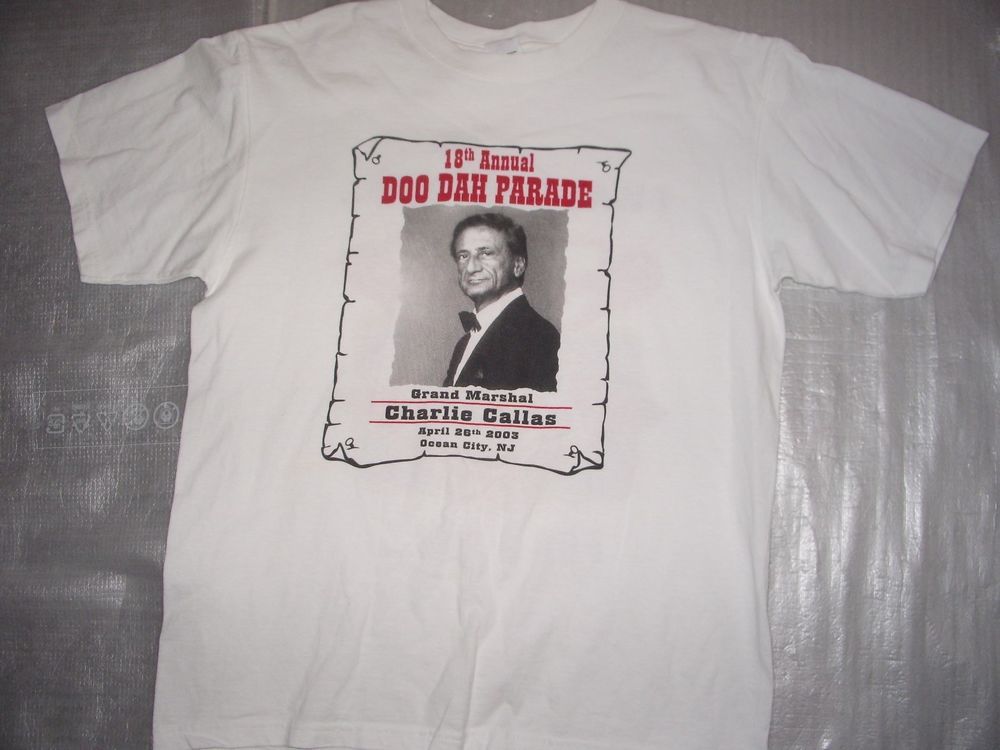 18th Annual
DOO DAH PARADE
Grand Marshal
Charlie Callas
April 26th 2003
Ocean City, NJ